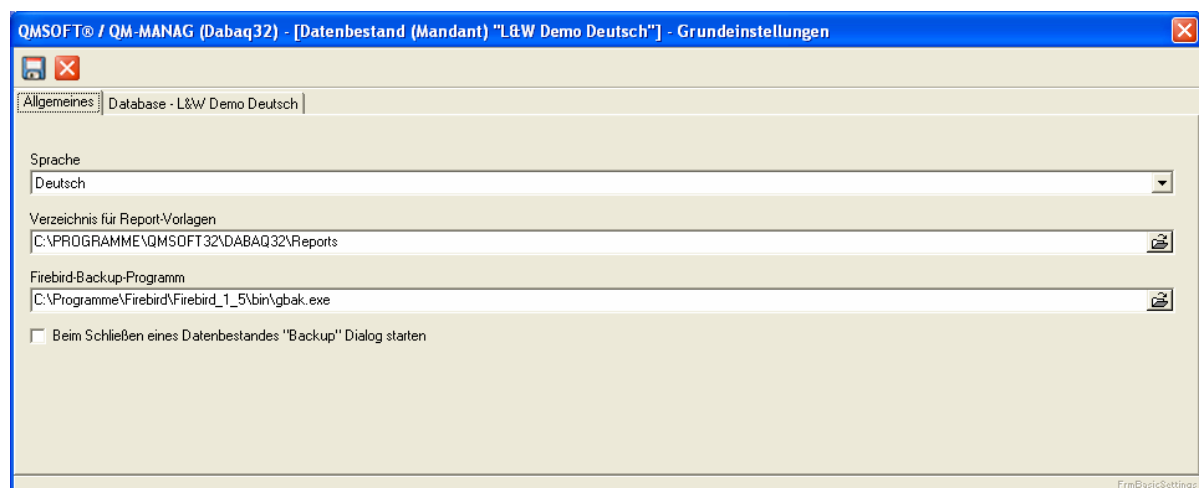 QMSOFT® / QM-MANAG (Dabaq32) - [Datenbestand (Mandant) "L&W Demo Deutsch"] - Grundeinstellungen
Allgemeines Database - L&W Demo Deutsch
Sprache
Deutsch
Verzeichnis für Report-Vorlagen
C:\PROGRAMME\QMSOFT32\DABAQ32\Reports
Firebird-Backup-Programm
C:\Programme\Firebird\Firebird_1_5\bin\gbak.exe
Beim Schließen eines Datenbestandes "Backup" Dialog starten
FrmBasicSettings